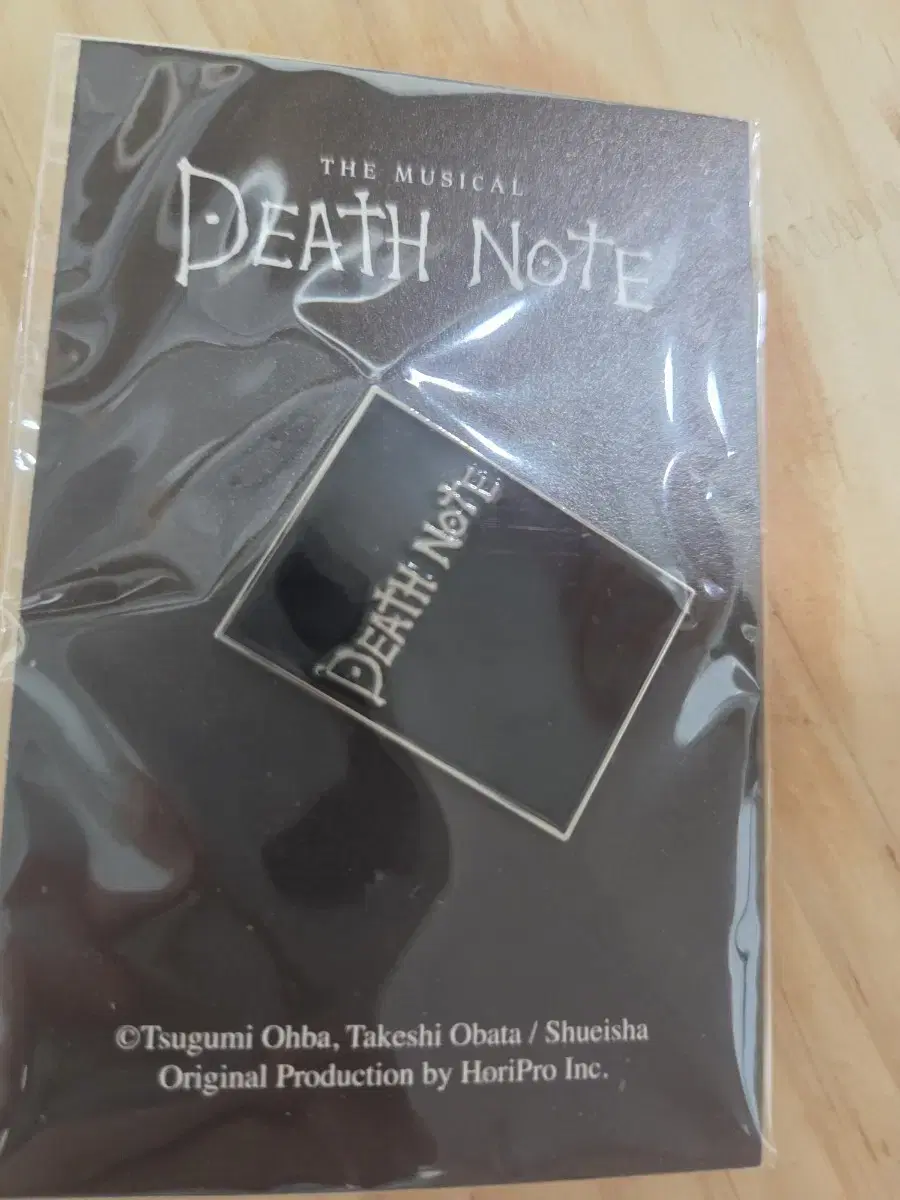 THE MUSICAL
DEATH NOTE
DEATH NOTE
©Tsugumi Ohba, Takeshi Obata / Shueisha
Original Production by HoriPro Inc.